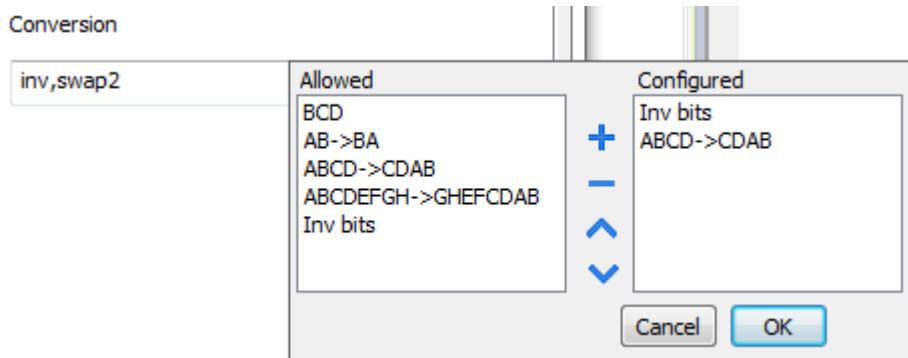 Conversion
inv,swap2
Allowed
BCD
AB->BA
ABCD->CDAB
ABCDEFGH->GHEFCDAB
Inv bits
Configured
Inv bits
ABCD->CDAB
Cancel
OK